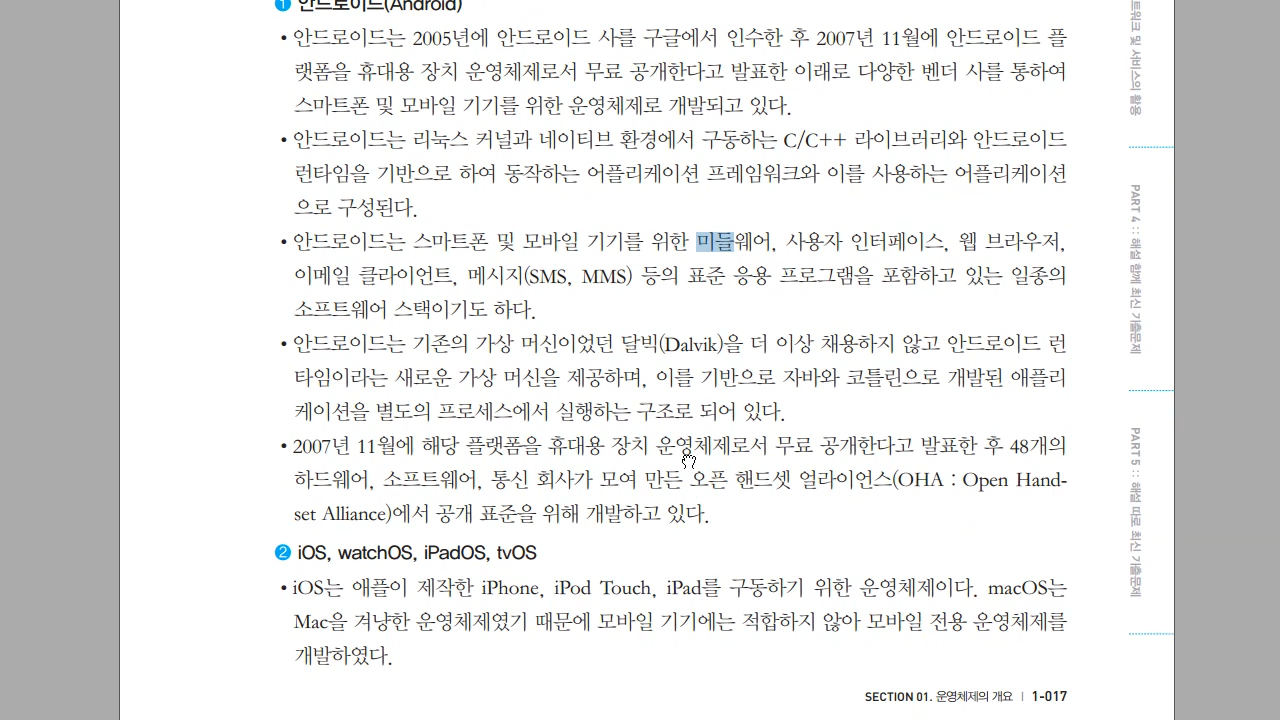 1 안드로이드(Android)
• 안드로이드는 2005년에 안드로이드 사를 구글에서 인수한 후 2007년 11월에 안드로이드 플
랫폼을 휴대용 장치 운영체제로서 무료 공개한다고 발표한 이래로 다양한 벤더 사를 통하여
스마트폰 및 모바일 기기를 위한 운영체제로 개발되고 있다.
• 안드로이드는 리눅스 커널과 네이티브 환경에서 구동하는 C/C++ 라이브러리와 안드로이드
런타임을 기반으로 하여 동작하는 어플리케이션 프레임워크와 이를 사용하는 어플리케이션
으로 구성된다.
• 안드로이드는 스마트폰 및 모바일 기기를 위한 미들웨어, 사용자 인터페이스, 웹 브라우저,
이메일 클라이언트, 메시지(SMS, MMS) 등의 표준 응용 프로그램을 포함하고 있는 일종의
소프트웨어 스택이기도 하다.
• 안드로이드는 기존의 가상 머신이었던 달빅(Dalvik)을 더 이상 채용하지 않고 안드로이드 런
타임이라는 새로운 가상 머신을 제공하며, 이를 기반으로 자바와 코틀린으로 개발된 애플리
케이션을 별도의 프로세스에서 실행하는 구조로 되어 있다.
• 2007년 11월에 해당 플랫폼을 휴대용 장치 운영체제로서 무료 공개한다고 발표한 후 48개의
하드웨어, 소프트웨어, 통신 회사가 모여 만든 오픈 핸드셋 얼라이언스(OHA : Open Hand-
set Alliance)에서 공개 표준을 위해 개발하고 있다.
2 iOS, watchOS, iPadOS, tvOS
• iOS는 애플이 제작한 iPhone, iPod Touch, iPad를 구동하기 위한 운영체제이다. macOS는
Mac을 겨냥한 운영체제였기 때문에 모바일 기기에는 적합하지 않아 모바일 전용 운영체제를
개발하였다.
SECTION 01. 운영체제의 개요 | 1-017
트워크 및 서비스의 활용
PART 4 :: 해설 함께 최신 기출문제
PART 5 :: 해설 따로 최신 기출문제